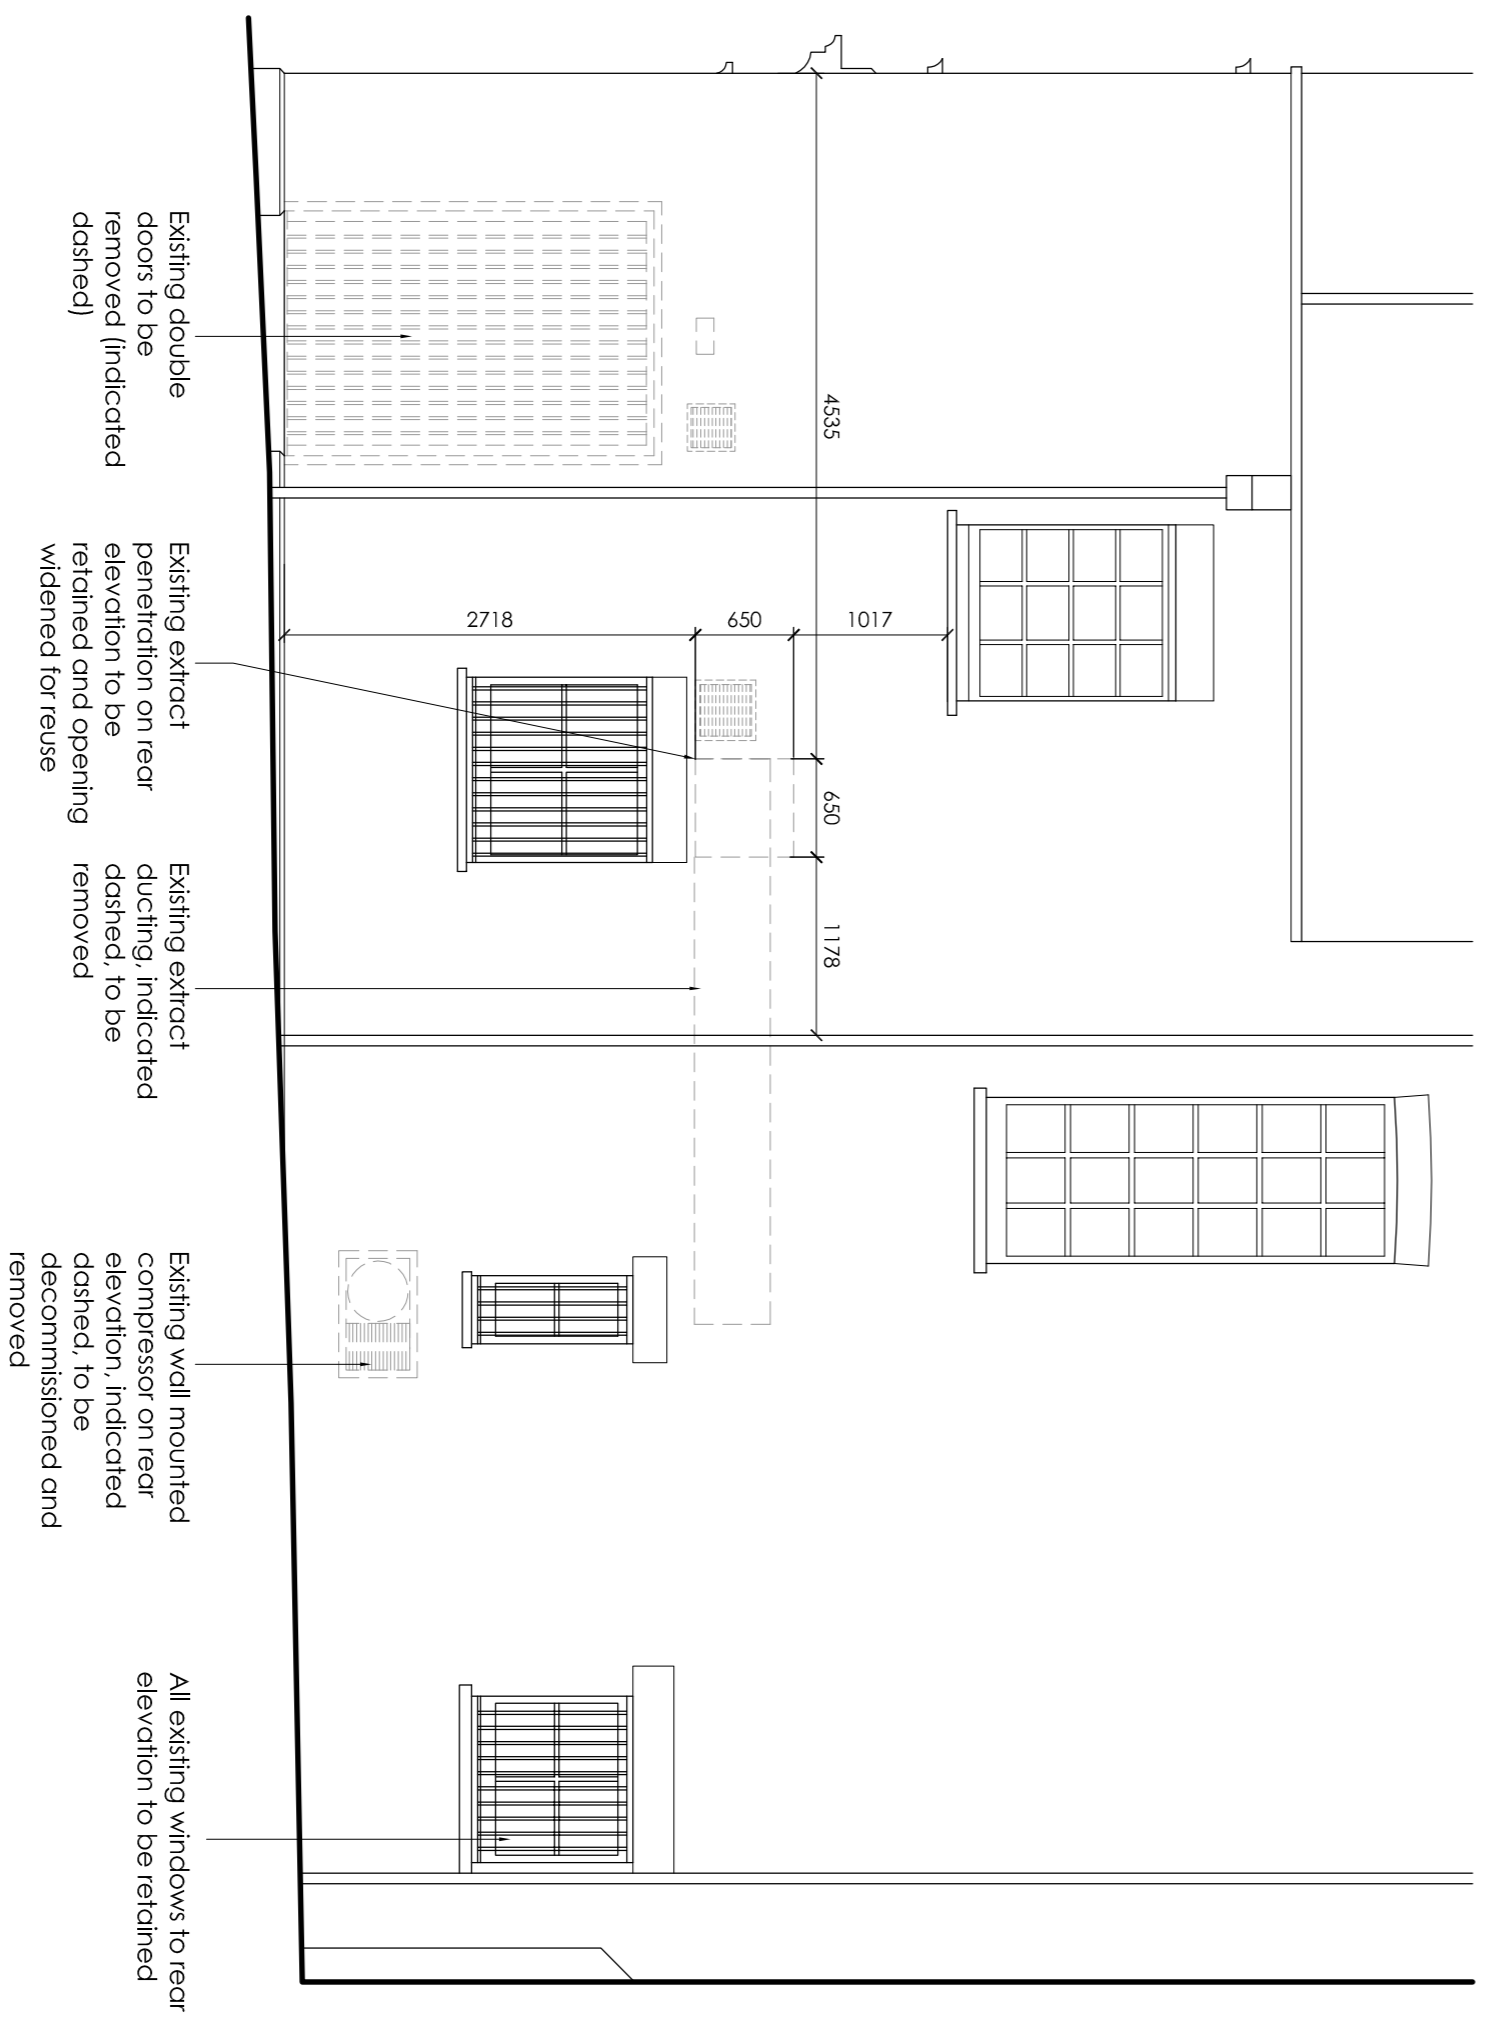 4535
650
1178
2718
650
1017
Existing double
doors to be
removed (indicated
dashed)
Existing extract
penetration on rear
elevation to be
retained and opening
widened for reuse
Existing extract
ducting, indicated
dashed, to be
removed
Existing wall mounted
compressor on rear
elevation, indicated
dashed, to be
decommissioned and
removed
All existing windows to rear
elevation to be retained